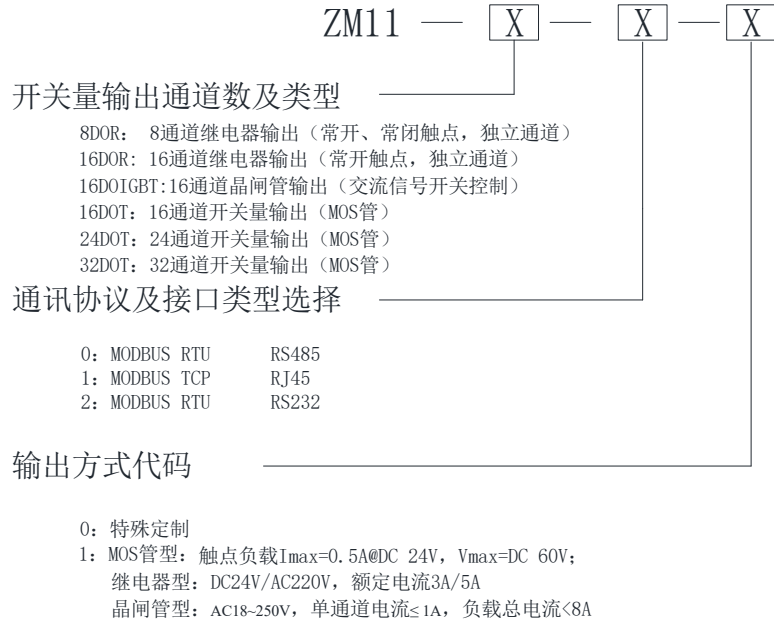 ZM11 — X — X — X
开关量输出通道数及类型
8DOR： 8通道继电器输出（常开、常闭触点，独立通道）
16DOR: 16通道继电器输出（常开触点，独立通道）
16DOIGBT:16通道晶闸管输出（交流信号开关控制）
16DOT：16通道开关量输出（MOS管）
24DOT：24通道开关量输出（MOS管）
32DOT：32通道开关量输出（MOS管）
通讯协议及接口类型选择
0：MODBUS RTU RS485
1：MODBUS TCP RJ45
2：MODBUS RTU RS232
输出方式代码
0：特殊定制
1：MOS管型：触点负载Imax=0.5A@DC 24V，Vmax=DC 60V；
继电器型：DC24V/AC220V，额定电流3A/5A
晶闸管型：AC18~250V，单通道电流≤1A，负载总电流<8A